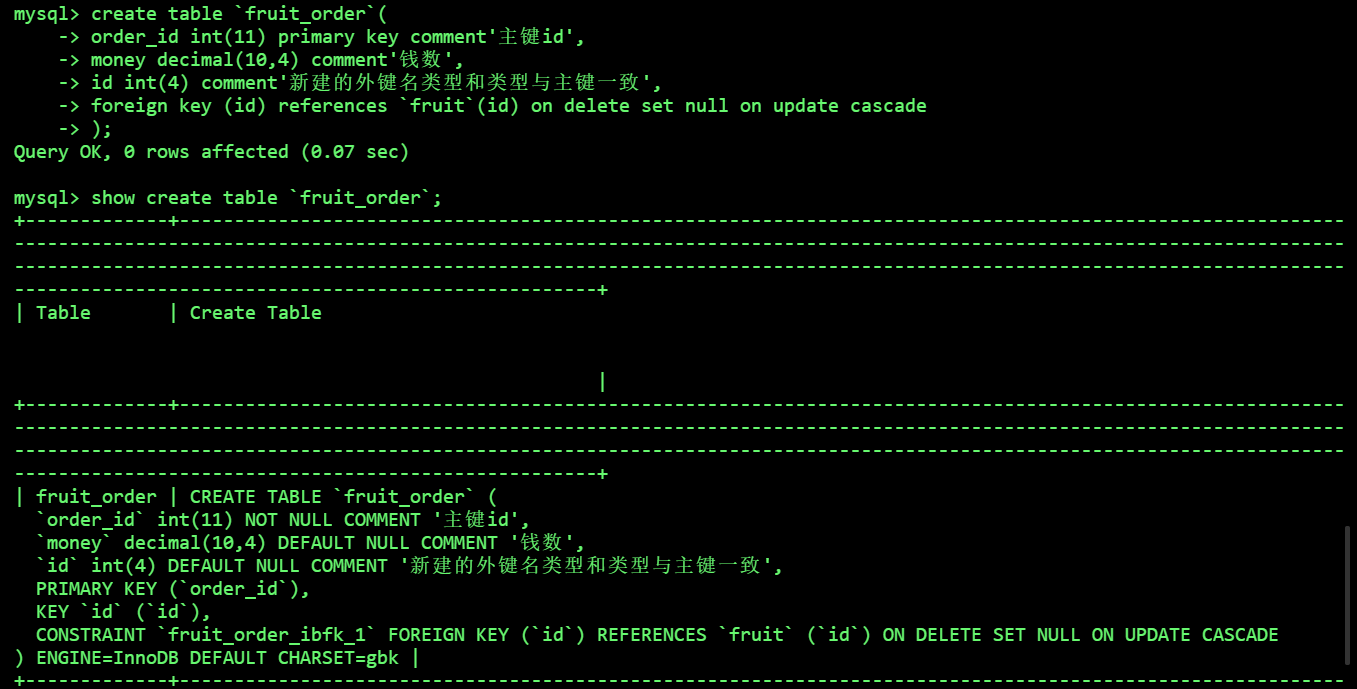 mysql> create table `fruit_order`(
    -> order_id int(11) primary key comment'主键id',
    -> money decimal(10,4) comment'钱数',
    -> id int(4) comment'新建的外键名类型和类型与主键一致',
    -> foreign key (id) references `fruit`(id) on delete set null on update cascade
    -> );
Query OK, 0 rows affected (0.07 sec)
mysql> show create table `fruit_order`;
+-------------+----------------------------------------------------------------------------------------------------------
-------------------------------------------------------------------------------------------------------------------------
-------------------------------------------------------------------------------------------------------------------------
-----------------------------------------------------+
| Table       | Create Table
                                                     |
+-------------+----------------------------------------------------------------------------------------------------------
-------------------------------------------------------------------------------------------------------------------------
-------------------------------------------------------------------------------------------------------------------------
-----------------------------------------------------+
| fruit_order | CREATE TABLE `fruit_order` (
  `order_id` int(11) NOT NULL COMMENT '主键id',
  `money` decimal(10,4) DEFAULT NULL COMMENT '钱数',
  `id` int(4) DEFAULT NULL COMMENT '新建的外键名类型和类型与主键一致',
  PRIMARY KEY (`order_id`),
  KEY `id` (`id`),
  CONSTRAINT `fruit_order_ibfk_1` FOREIGN KEY (`id`) REFERENCES `fruit` (`id`) ON DELETE SET NULL ON UPDATE CASCADE
) ENGINE=InnoDB DEFAULT CHARSET=gbk |
+-------------+----------------------------------------------------------------------------------------------------------